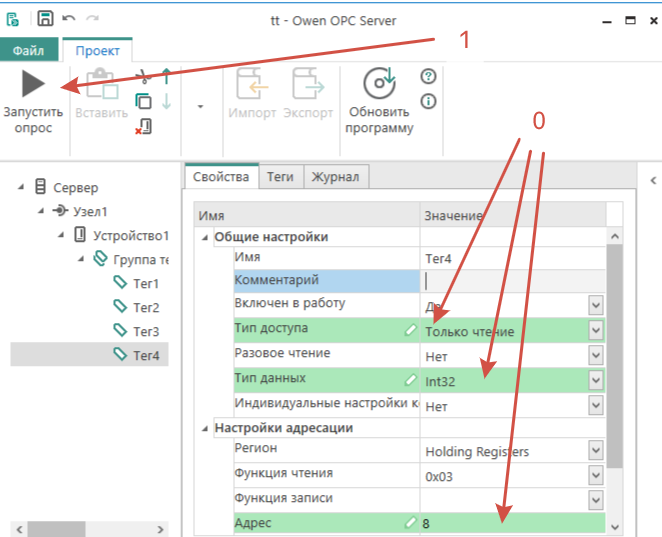 tt - Owen OPC Server
Файл
Проект
1
Запустить опрос
Вставить
Импорт
Экспорт
Обновить программу
0
Сервер
Узел1
Устройство1
Группа те
Тег1
Тег2
Тег3
Тег4
Свойства
Теги
Журнал
Имя Значение
Общие настройки
Имя Тег4
Комментарий
Включен в работу Да
Тип доступа Только чтение
Разовое чтение Нет
Тип данных Int32
Индивидуальные настройки к Нет
Настройки адресации
Регион Holding Registers
Функция чтения 0x03
Функция записи
Адрес 8